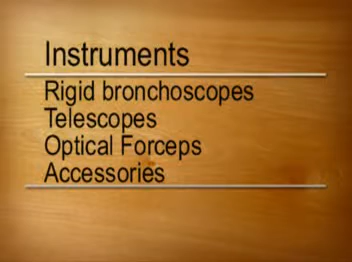 Instruments
Rigid bronchoscopes
Telescopes
Optical Forceps
Accessories